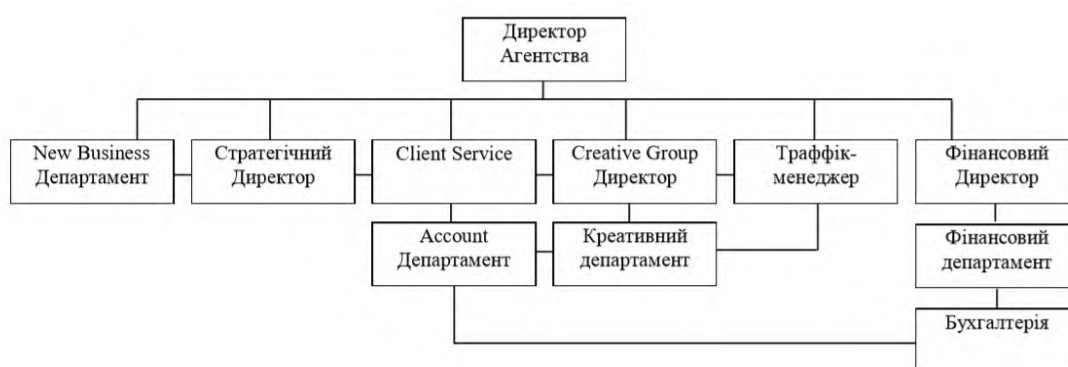 Директор
Агентства
New Business
Департамент
Стратегічний
Директор
Client Service
Creative Group
Директор
Траффік-
менеджер
Фінансовий
Директор
Account
Департамент
Креативний
департамент
Фінансовий
департамент
Бухгалтерія